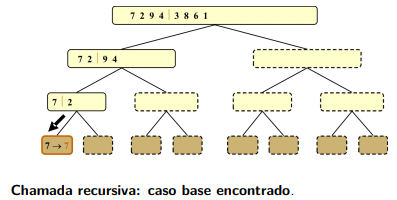 7 2 9 4 | 3 8 6 1
7 2 | 9 4
7 | 2
7 → 7
Chamada recursiva: caso base encontrado.